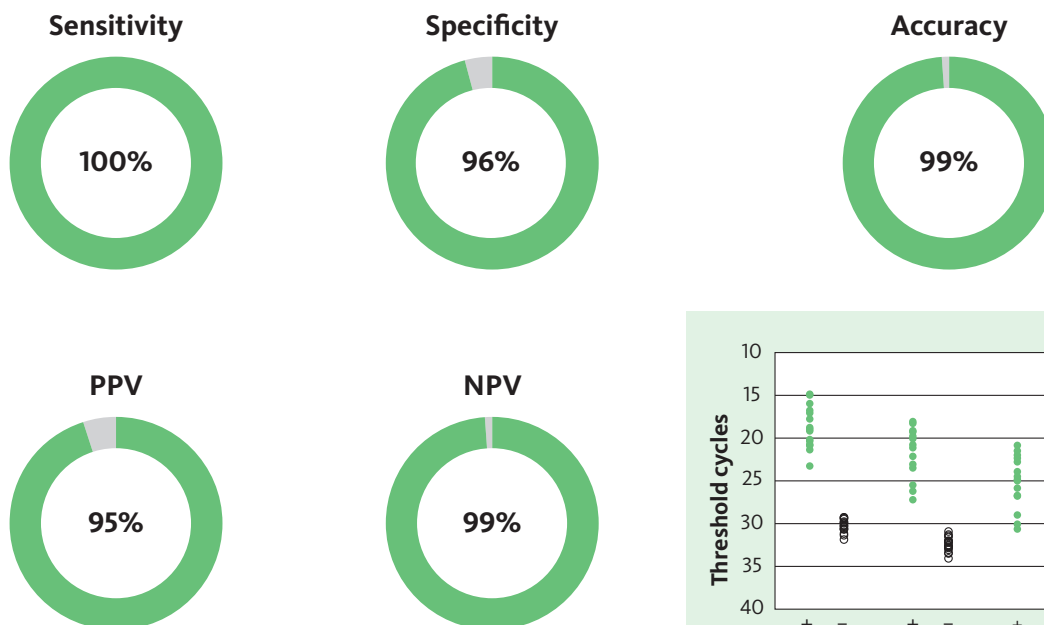 Sensitivity
100%
Specificity
96%
Accuracy
99%
PPV
95%
NPV
99%
Threshold cycles
10
15
20
25
30
35
40
+ – + – +